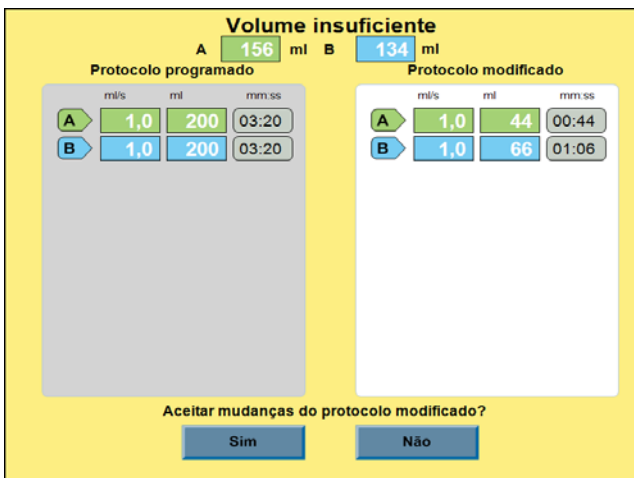 Volume insuficiente
A 156 ml B 134 ml
Protocolo programado
ml/s ml mm:ss
A 1,0 200 03:20
B 1,0 200 03:20
Protocolo modificado
ml/s ml mm:ss
A 1,0 44 00:44
B 1,0 66 01:06
Aceitar mudanças do protocolo modificado?
Sim Não